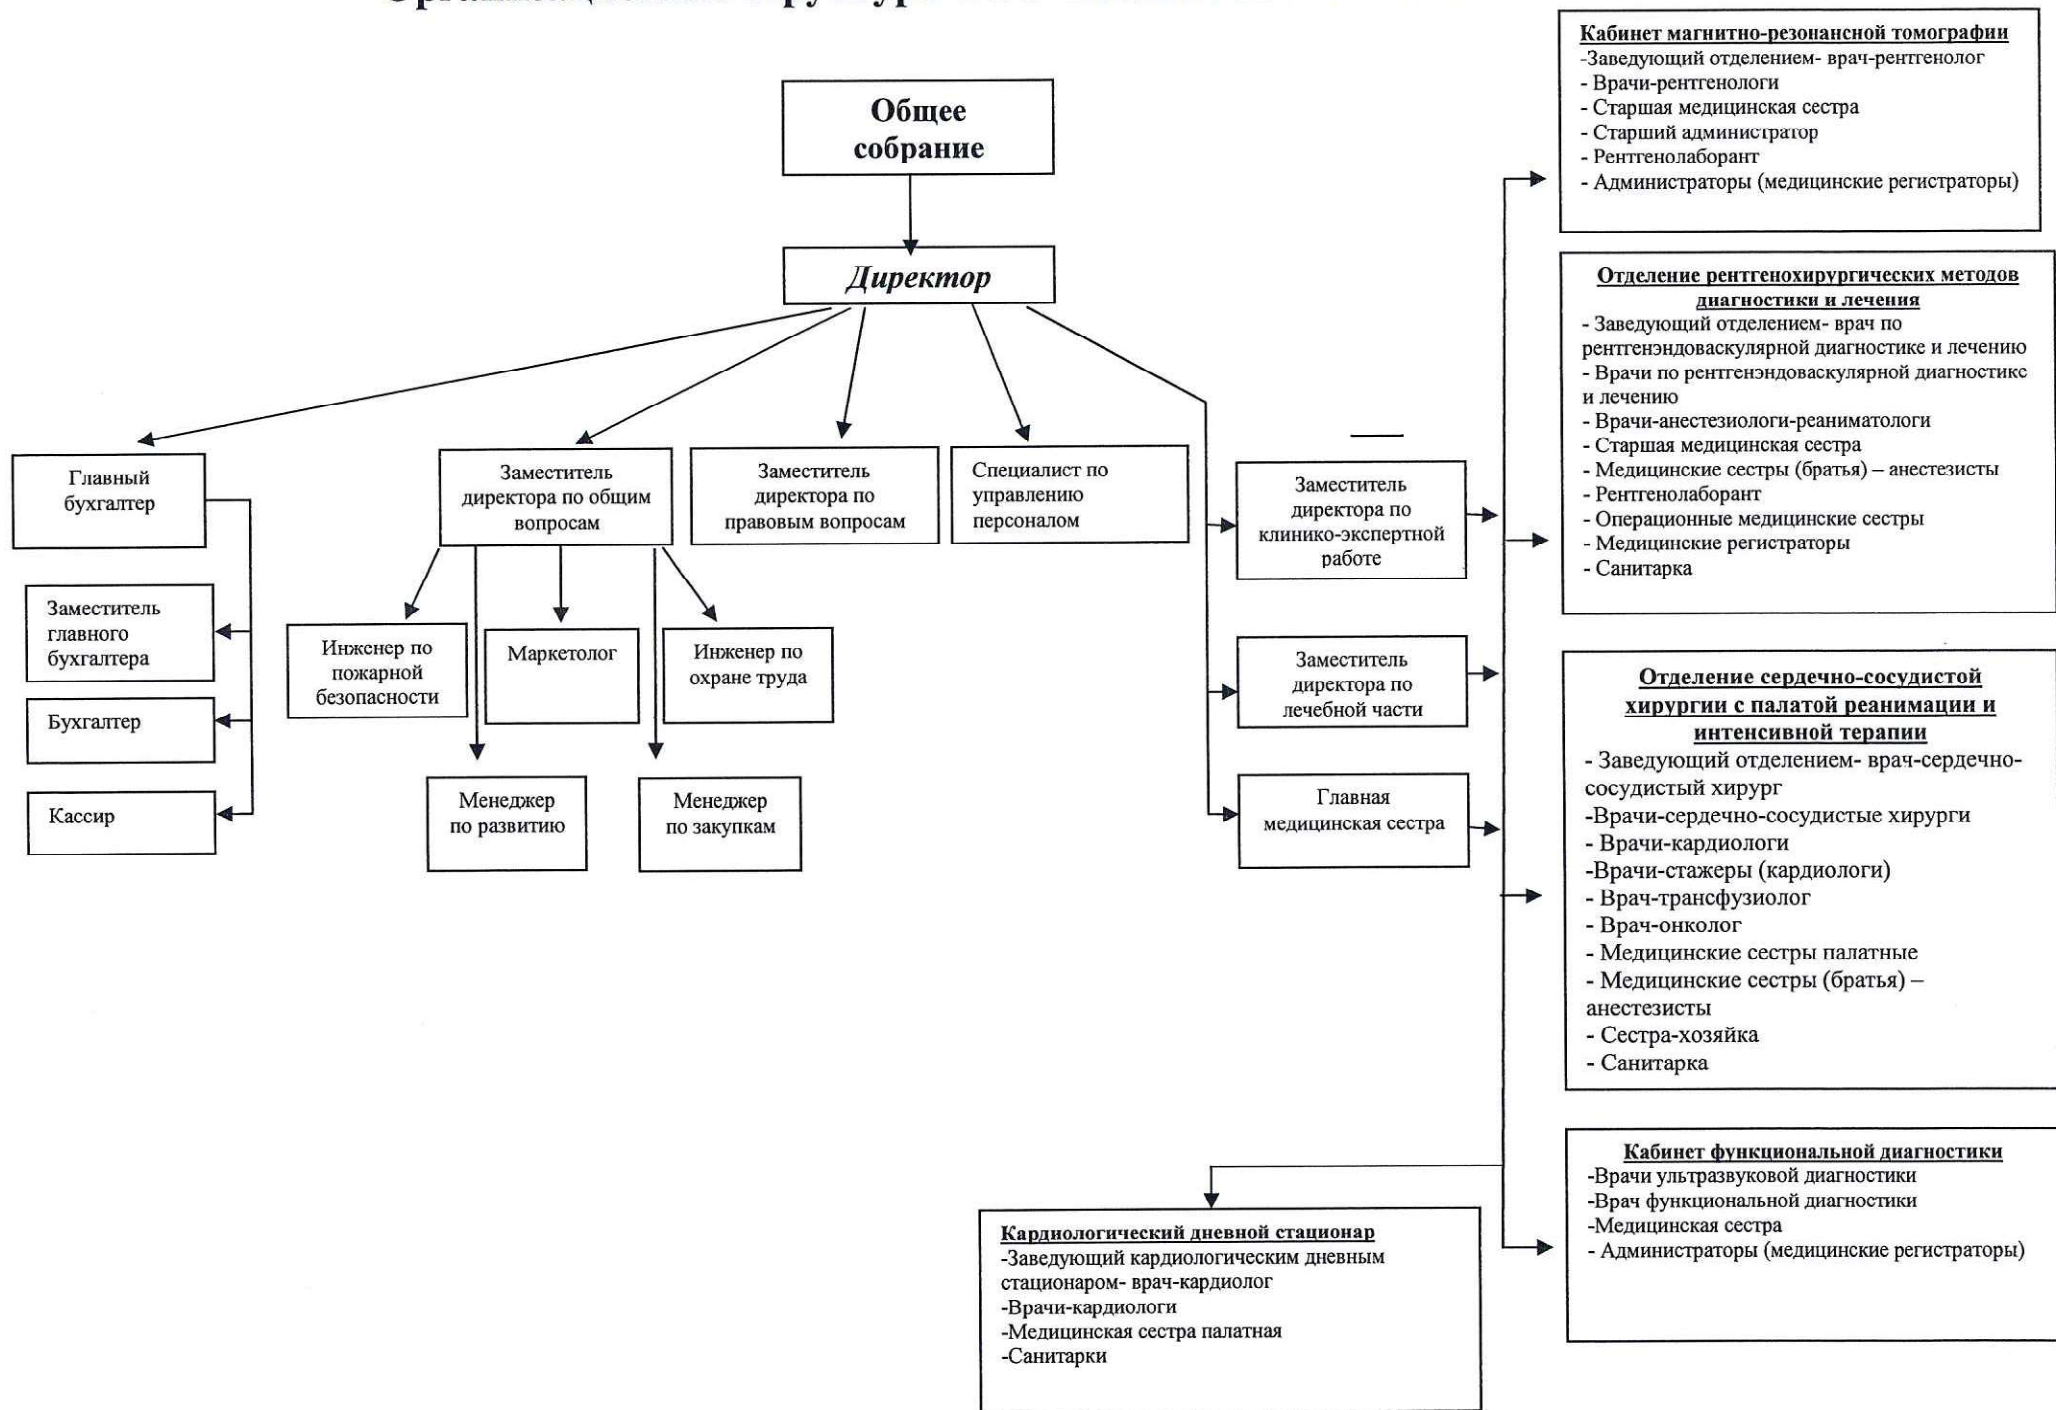 Общее
собрание
Директор
Главный
бухгалтер
Заместитель
главного
бухгалтера
Бухгалтер
Кассир
Заместитель
директора по общим
вопросам
Инженер по
пожарной
безопасности
Маркетолог
Инженер по
охране труда
Менеджер
по развитию
Менеджер
по закупкам
Заместитель
директора по
правовым вопросам
Специалист по
управлению
персоналом
Заместитель
директора по
клинико-экспертной
работе
Заместитель
директора по
лечебной части
Главная
медицинская сестра
Кабинет магнитно-резонансной томографии
-Заведующий отделением- врач-рентгенолог
- Врачи-рентгенологи
- Старшая медицинская сестра
- Старший администратор
- Рентгенолаборант
- Администраторы (медицинские регистраторы)
Отделение рентгенохирургических методов
диагностики и лечения
- Заведующий отделением- врач по
рентгенэндоваскулярной диагностике и лечению
- Врачи по рентгенэндоваскулярной диагностике
и лечению
- Врачи-анестезиологи-реаниматологи
- Старшая медицинская сестра
- Медицинские сестры (братья) – анестезисты
- Рентгенолаборант
- Операционные медицинские сестры
- Медицинские регистраторы
- Санитарка
Отделение сердечно-сосудистой
хирургии с палатой реанимации и
интенсивной терапии
- Заведующий отделением- врач-сердечно-
сосудистый хирург
-Врачи-сердечно-сосудистые хирурги
- Врачи-кардиологи
-Врачи-стажеры (кардиологи)
- Врач-трансфузиолог
- Врач-онколог
- Медицинские сестры палатные
- Медицинские сестры (братья) –
анестезисты
- Сестра-хозяйка
- Санитарка
Кабинет функциональной диагностики
-Врачи ультразвуковой диагностики
-Врач функциональной диагностики
-Медицинская сестра
- Администраторы (медицинские регистраторы)
Кардиологический дневной стационар
-Заведующий кардиологическим дневным
стационаром- врач-кардиолог
-Врачи-кардиологи
-Медицинская сестра палатная
-Санитарки